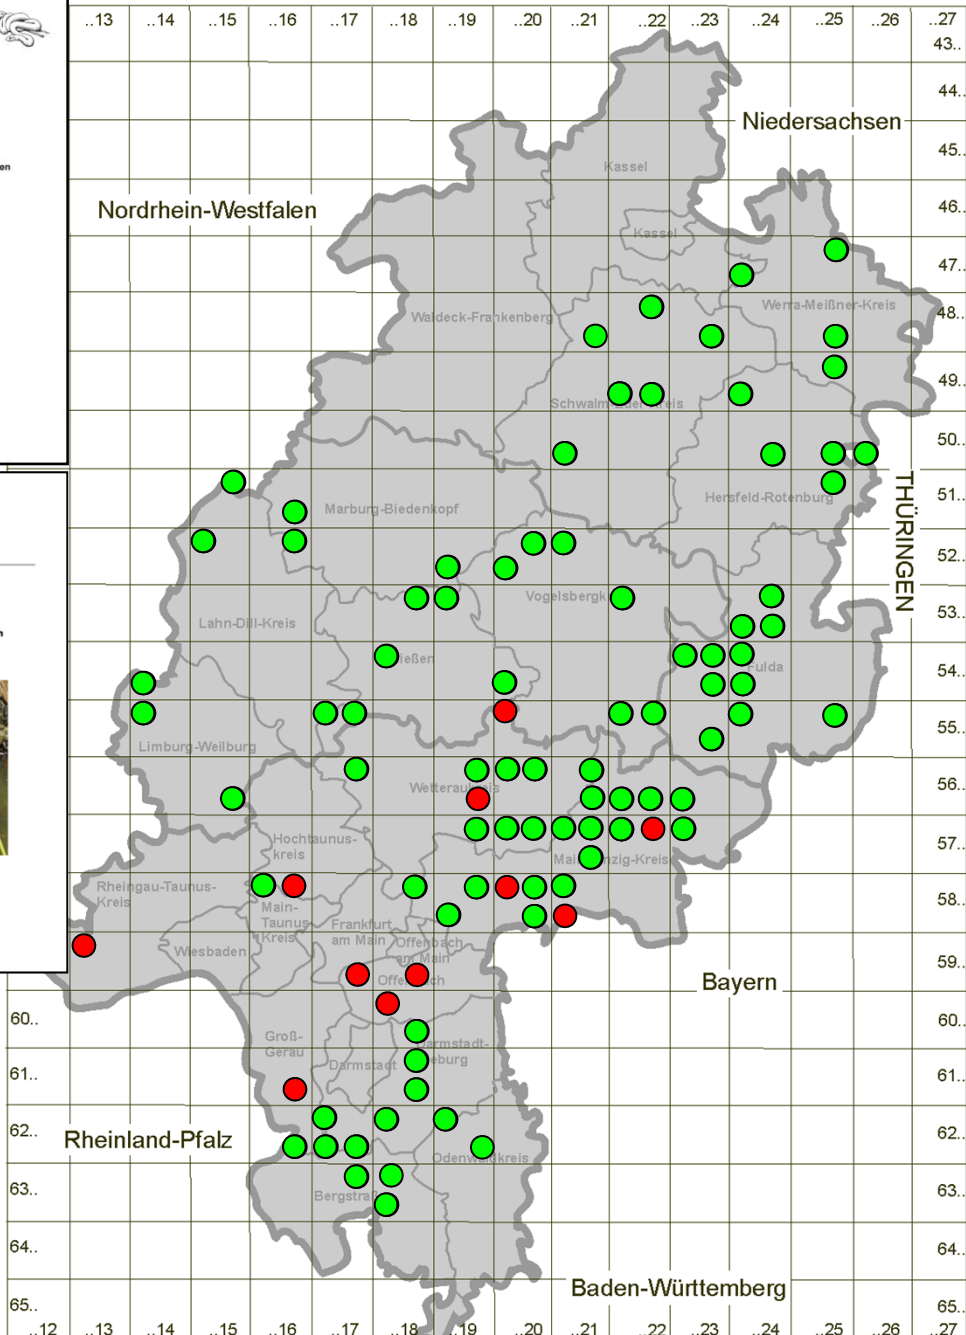 ..13 ..14 ..15 ..16 ..17 ..18 ..19 ..20 ..21 ..22 ..23 ..24 ..25 ..26 ..27
43..
44..
Niedersachsen
en
45..
Kassel
46..
Nordrhein-Westfalen
Kassel
47..
Werra-Meißner-Kreis
48..
Waldeck-Frankenberg
49..
50..
Hersfeld-Rotenburg
51..
Marburg-Biedenkopf
THÜRINGEN
52..
53..
Lahn-Dill-Kreis
54..
Fulda
55..
Limburg-Weilburg
56..
57..
Hochtaunus-
kreis
Rheingau-Taunus-
Kreis
58..
Main-
Taunus-
Kreis
Frankfurt
am Main
Offenbach
am Main
Wiesbaden
59..
Bayern
60.. 60..
Groß-
Gerau
Darmstadt-
Darmstadt
61.. 61..
62.. 62..
Rheinland-Pfalz
Odenwaldkreis
63.. 63..
64.. 64..
Baden-Württemberg
65.. 65..
..12 ..13 ..14 ..15 ..16 ..17 ..18 ..19 ..20 ..21 ..22 ..23 ..24 ..25 ..26 ..27